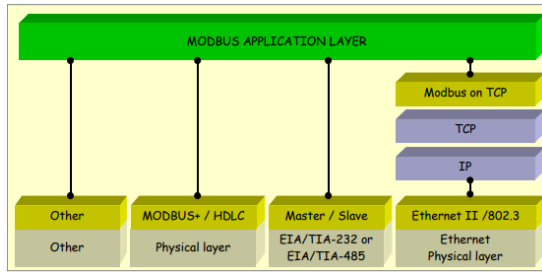 MODBUS APPLICATION LAYER
Modbus on TCP
TCP
IP
Other
MODBUS+ / HDLC
Master / Slave
Ethernet II /802.3
Other
Physical layer
EIA/TIA-232 or
EIA/TIA-485
Ethernet
Physical layer